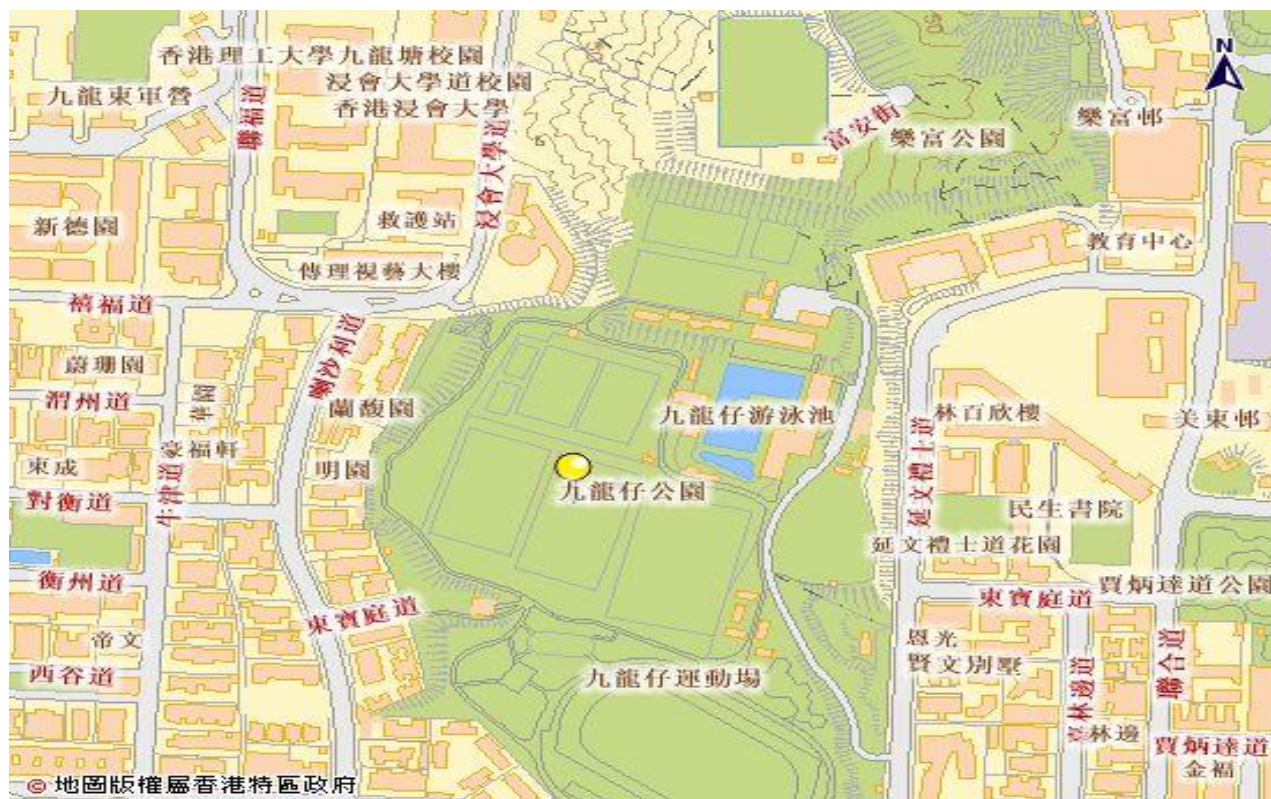 香港理工大學九龍塘校園
浸會大學道校園
香港浸會大學
九龍東軍營
聯福道
浸會大學道
富安街
樂富公園
樂富邨
N
新德園
救護站
傳理視藝大樓
教育中心
禧福道
喇沙利道
蔚珊園
渭州道
華園
蘭馥園
九龍仔游泳池
林百欣樓
美東邨
東成
豪福軒
明園
對衡道
牛津道
九龍仔公園
延文禮士道
民生書院
延文禮士道花園
衡州道
東寶庭道
東寶庭道
賈炳達道公園
帝文
西谷道
九龍仔運動場
恩光
賢文別墅
林邊道
聯合道
林邊
賈炳達道
金福
© 地圖版權屬香港特區政府